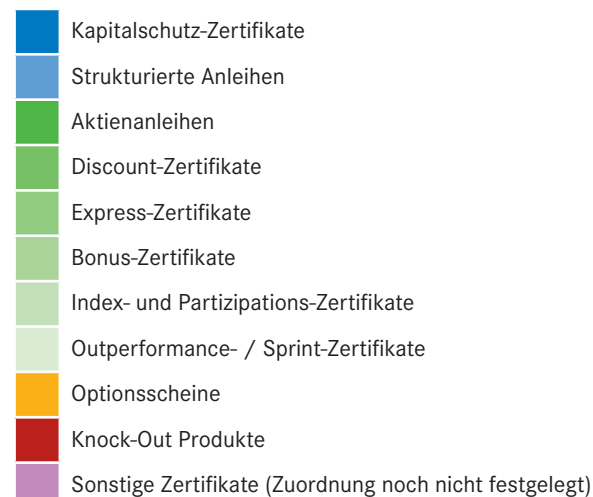 Kapitalschutz-Zertifikate
Strukturierte Anleihen
Aktienanleihen
Discount-Zertifikate
Express-Zertifikate
Bonus-Zertifikate
Index- und Partizipations-Zertifikate
Outperformance- / Sprint-Zertifikate
Optionsscheine
Knock-Out Produkte
Sonstige Zertifikate (Zuordnung noch nicht festgelegt)